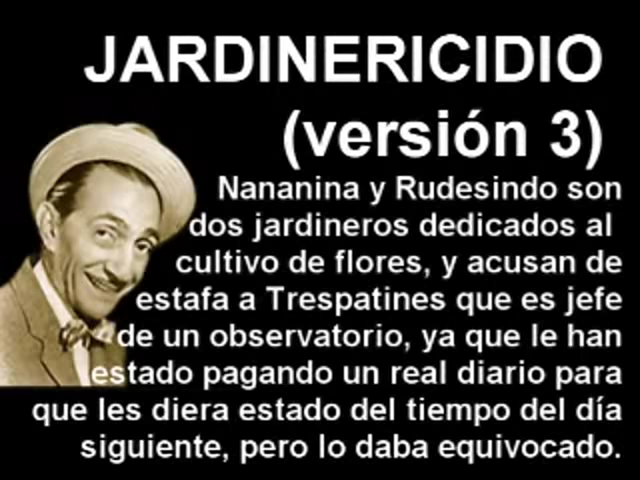 JARDINERICIDIO
(versión 3)
Nananina y Rudesindo son
dos jardineros dedicados al
cultivo de flores, y acusan de
estafa a Trespatines que es jefe
de un observatorio, ya que le han
estado pagando un real diario para
que les diera estado del tiempo del día
siguiente, pero lo daba equivocado.